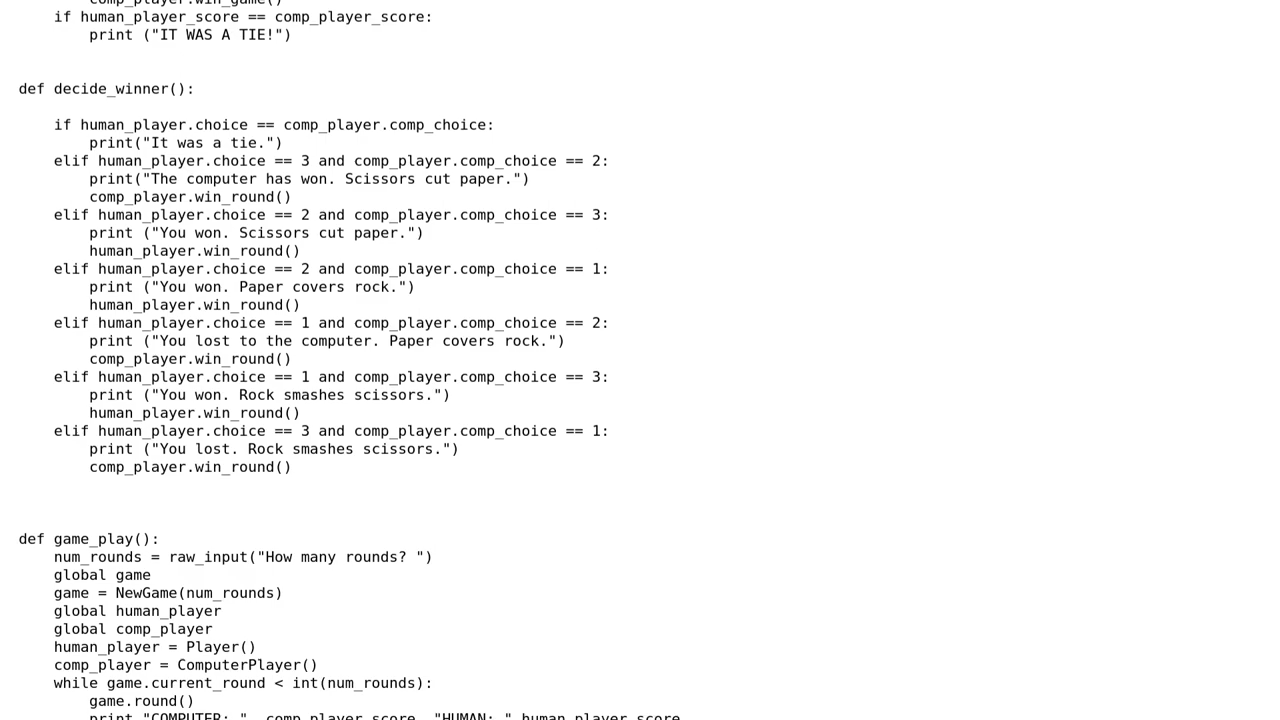 comp_player.win_game()
    if human_player_score == comp_player_score:
        print ("IT WAS A TIE!")


def decide_winner():

    if human_player.choice == comp_player.comp_choice:
        print("It was a tie.")
    elif human_player.choice == 3 and comp_player.comp_choice == 2:
        print("The computer has won. Scissors cut paper.")
        comp_player.win_round()
    elif human_player.choice == 2 and comp_player.comp_choice == 3:
        print ("You won. Scissors cut paper.")
        human_player.win_round()
    elif human_player.choice == 2 and comp_player.comp_choice == 1:
        print ("You won. Paper covers rock.")
        human_player.win_round()
    elif human_player.choice == 1 and comp_player.comp_choice == 2:
        print ("You lost to the computer. Paper covers rock.")
        comp_player.win_round()
    elif human_player.choice == 1 and comp_player.comp_choice == 3:
        print ("You won. Rock smashes scissors.")
        human_player.win_round()
    elif human_player.choice == 3 and comp_player.comp_choice == 1:
        print ("You lost. Rock smashes scissors.")
        comp_player.win_round()



def game_play():
    num_rounds = raw_input("How many rounds? ")
    global game
    game = NewGame(num_rounds)
    global human_player
    global comp_player
    human_player = Player()
    comp_player = ComputerPlayer()
    while game.current_round < int(num_rounds):
        game.round()
        print "COMPUTER: ", comp_player_score, "HUMAN: ",human_player_score